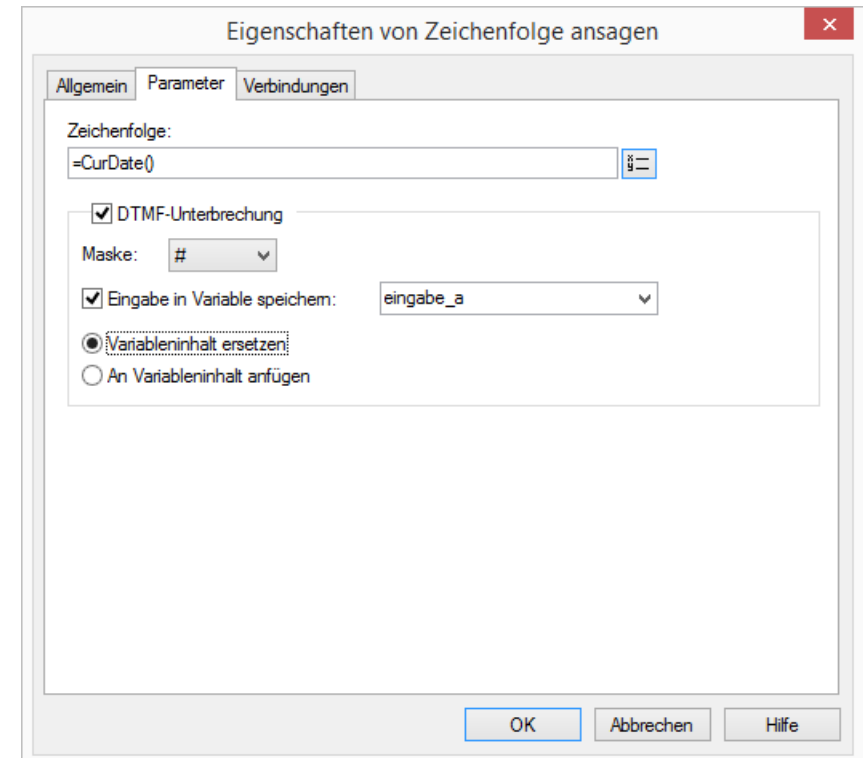 Eigenschaften von Zeichenfolge ansagen
Allgemein Parameter Verbindungen
Zeichenfolge:
=CurDate()
DTMF-Unterbrechung
Maske: #
Eingabe in Variable speichern: eingabe_a
Variableninhalt ersetzen
An Variableninhalt anfügen
OK Abbrechen Hilfe